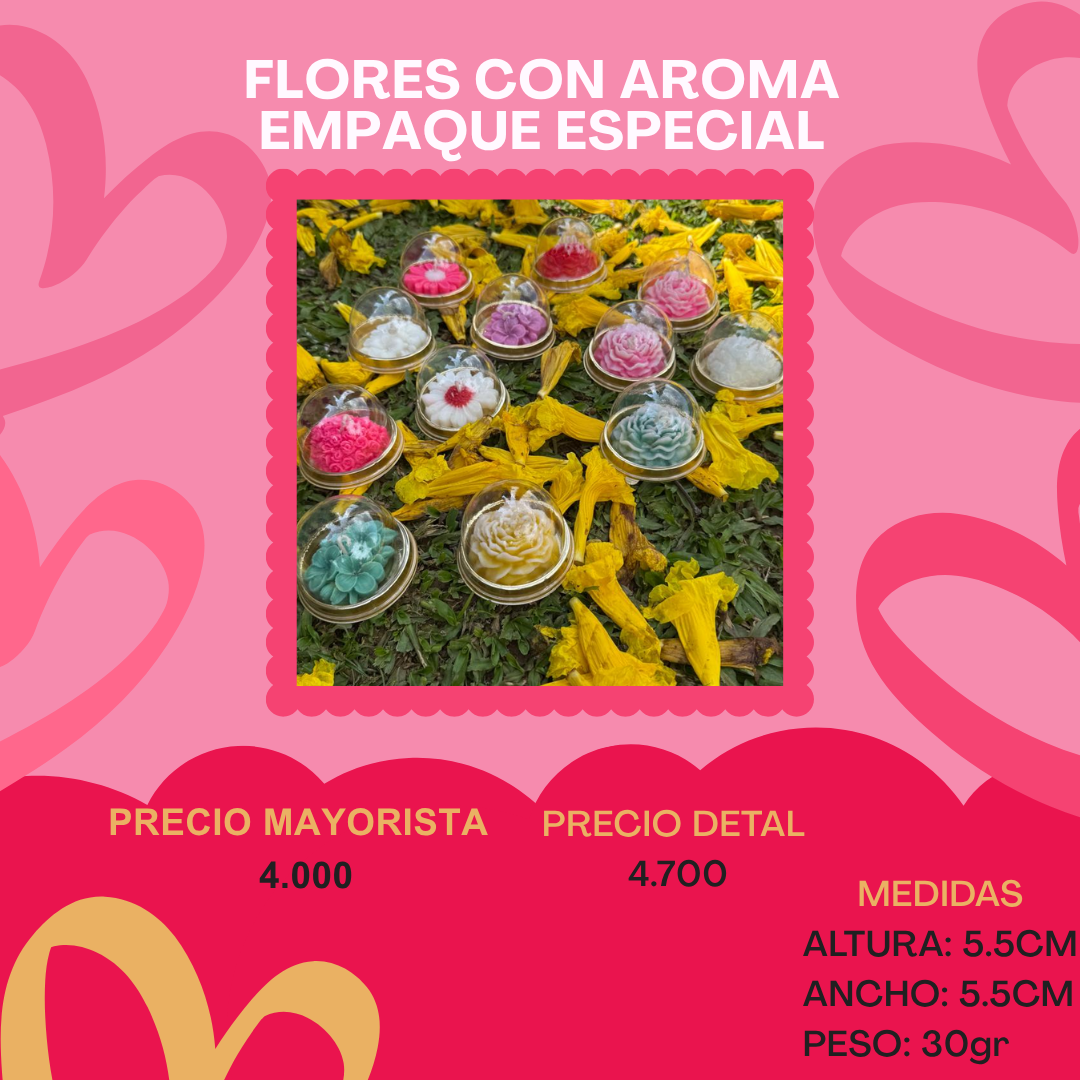 FLORES CON AROMA
EMPAQUE ESPECIAL
PRECIO MAYORISTA
4.000
PRECIO DETAL
4.700
MEDIDAS
ALTURA: 5.5CM
ANCHO: 5.5CM
PESO: 30gr